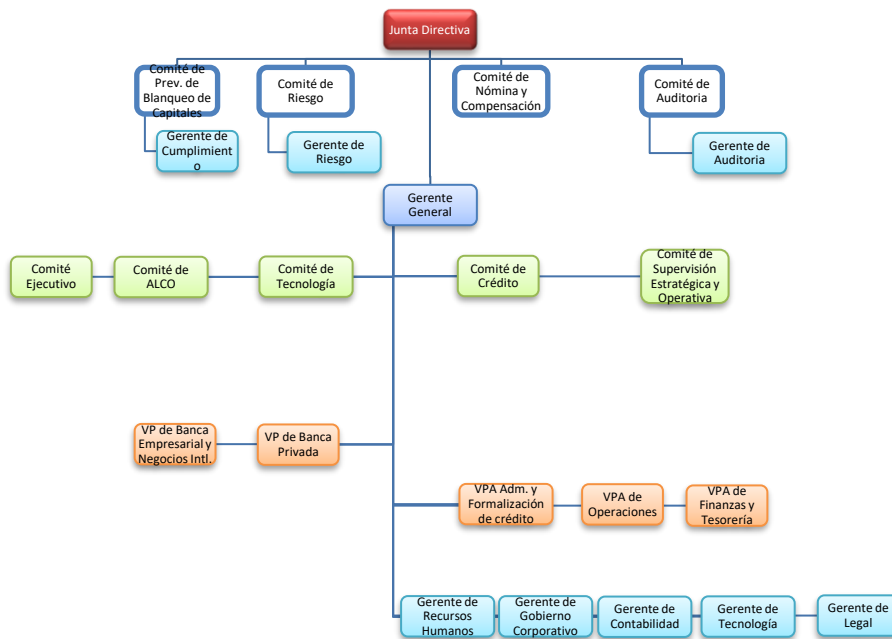 Junta Directiva
Comité de
Prev. de
Blanqueo de
Capitales
Comité de
Riesgo
Comité de
Nómina y
Compensación
Comité de
Auditoria
Gerente de
Cumplimient
o
Gerente de
Riesgo
Gerente de
Auditoria
Gerente
General
Comité
Ejecutivo
Comité de
ALCO
Comité de
Tecnología
Comité de
Crédito
Comité de
Supervisión
Estratégica y
Operativa
VP de Banca
Empresarial y
Negocios Intl.
VP de Banca
Privada
VPA Adm. y
Formalización
de crédito
VPA de
Operaciones
VPA de
Finanzas y
Tesorería
Gerente de
Recursos
Humanos
Gerente de
Gobierno
Corporativo
Gerente de
Contabilidad
Gerente de
Tecnología
Gerente de
Legal